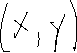 (x, y)